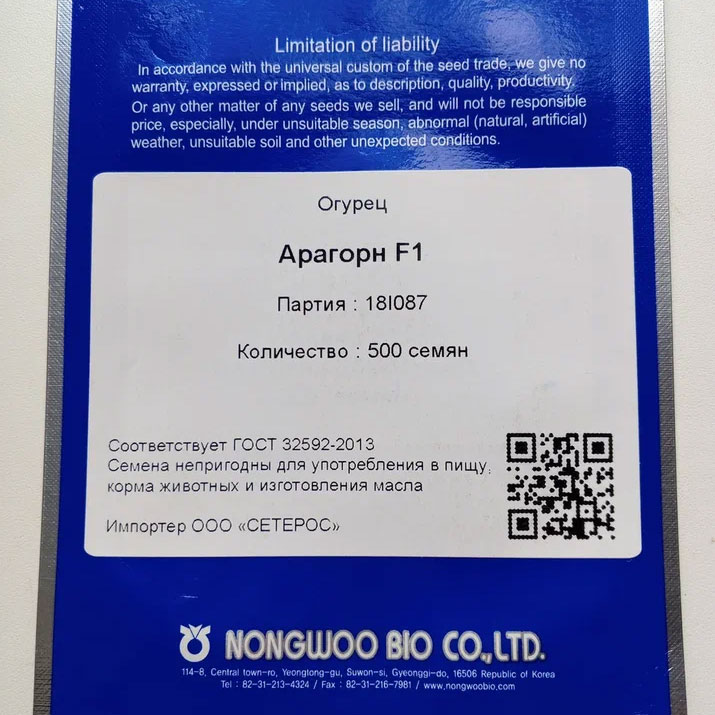 Limitation of liability
In accordance with the universal custom of the seed trade, we give no
warranty, expressed or implied, as to description, quality, productivity.
Or any other matter of any seeds we sell, and will not be responsible
price, especially, under unsuitable season, abnormal (natural, artificial)
weather, unsuitable soil and other unexpected conditions.
Огурец
Арагорн F1
Партия : 18I087
Количество : 500 семян
Соответствует ГОСТ 32592-2013
Семена непригодны для употребления в пищу,
корма животных и изготовления масла
Импортер ООО «СЕТЕРОС»
NONGWOO BIO CO.,LTD.
114-8, Central town-ro, Yeongtong-gu, Suwon-si, Gyeonggi-do, 16506 Republic of Korea
Tel : 82-31-213-4324 / Fax : 82-31-216-7981 / www.nongwoobio.com